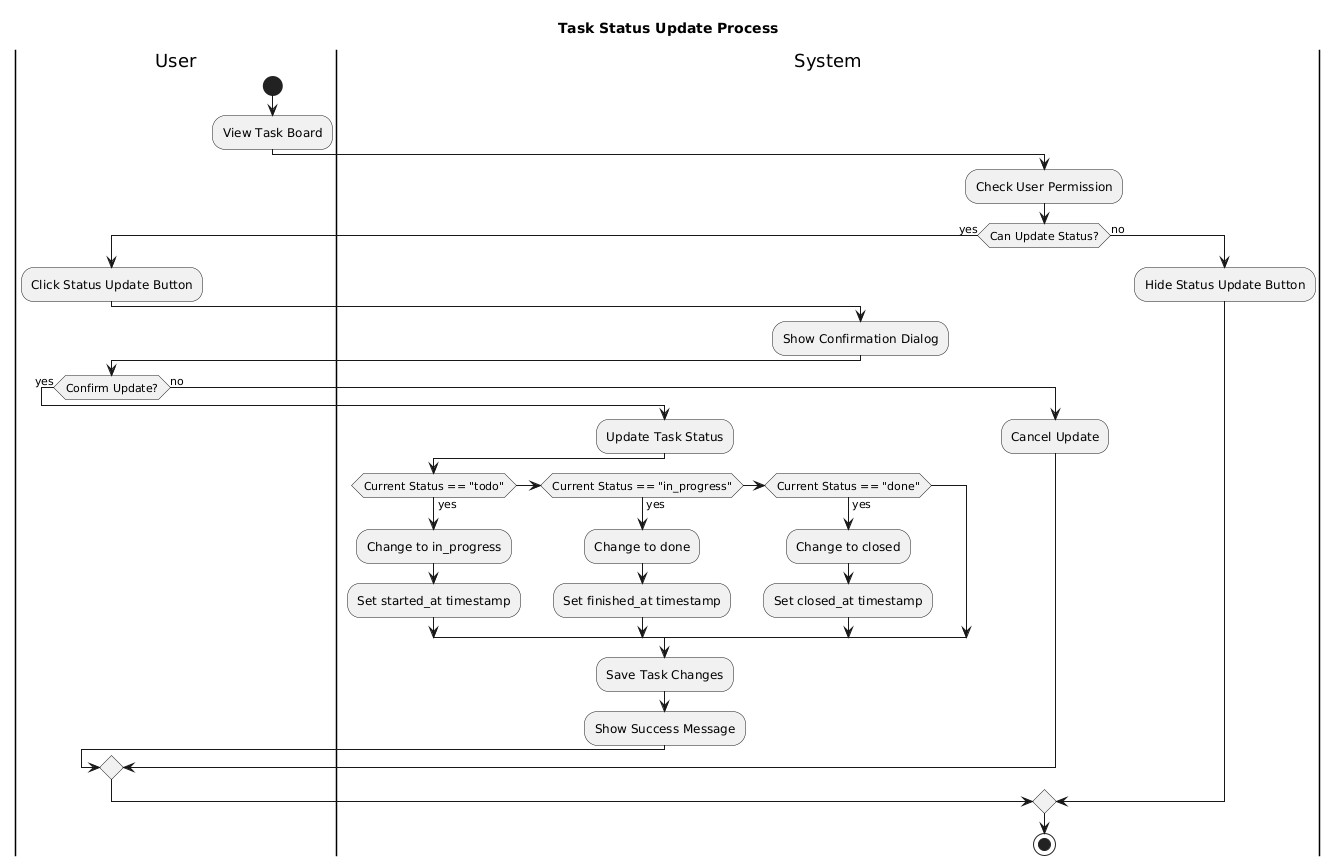 Task Status Update Process
User
System
View Task Board
Check User Permission
yes
Can Update Status?
no
Click Status Update Button
Hide Status Update Button
Show Confirmation Dialog
yes
Confirm Update?
no
Update Task Status
Cancel Update
Current Status == "todo"
Current Status == "in_progress"
Current Status == "done"
yes
yes
yes
Change to in_progress
Change to done
Change to closed
Set started_at timestamp
Set finished_at timestamp
Set closed_at timestamp
Save Task Changes
Show Success Message